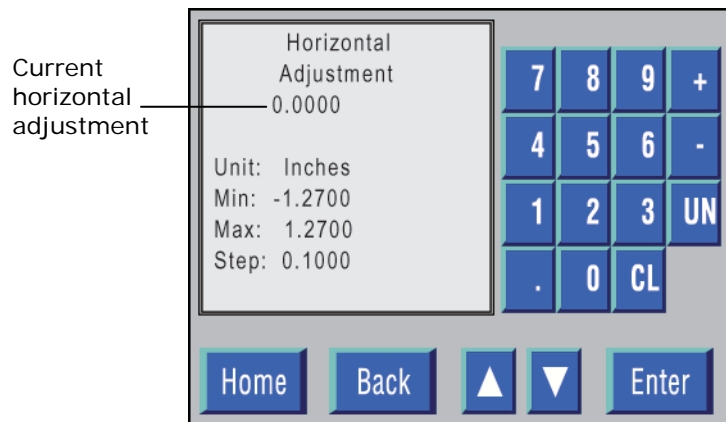 Current
horizontal
adjustment
Horizontal
Adjustment
0.0000
Unit: Inches
Min: -1.2700
Max: 1.2700
Step: 0.1000
7 8 9 +
4 5 6 -
1 2 3 UN
. 0 CL
Home Back ▲ ▼ Enter